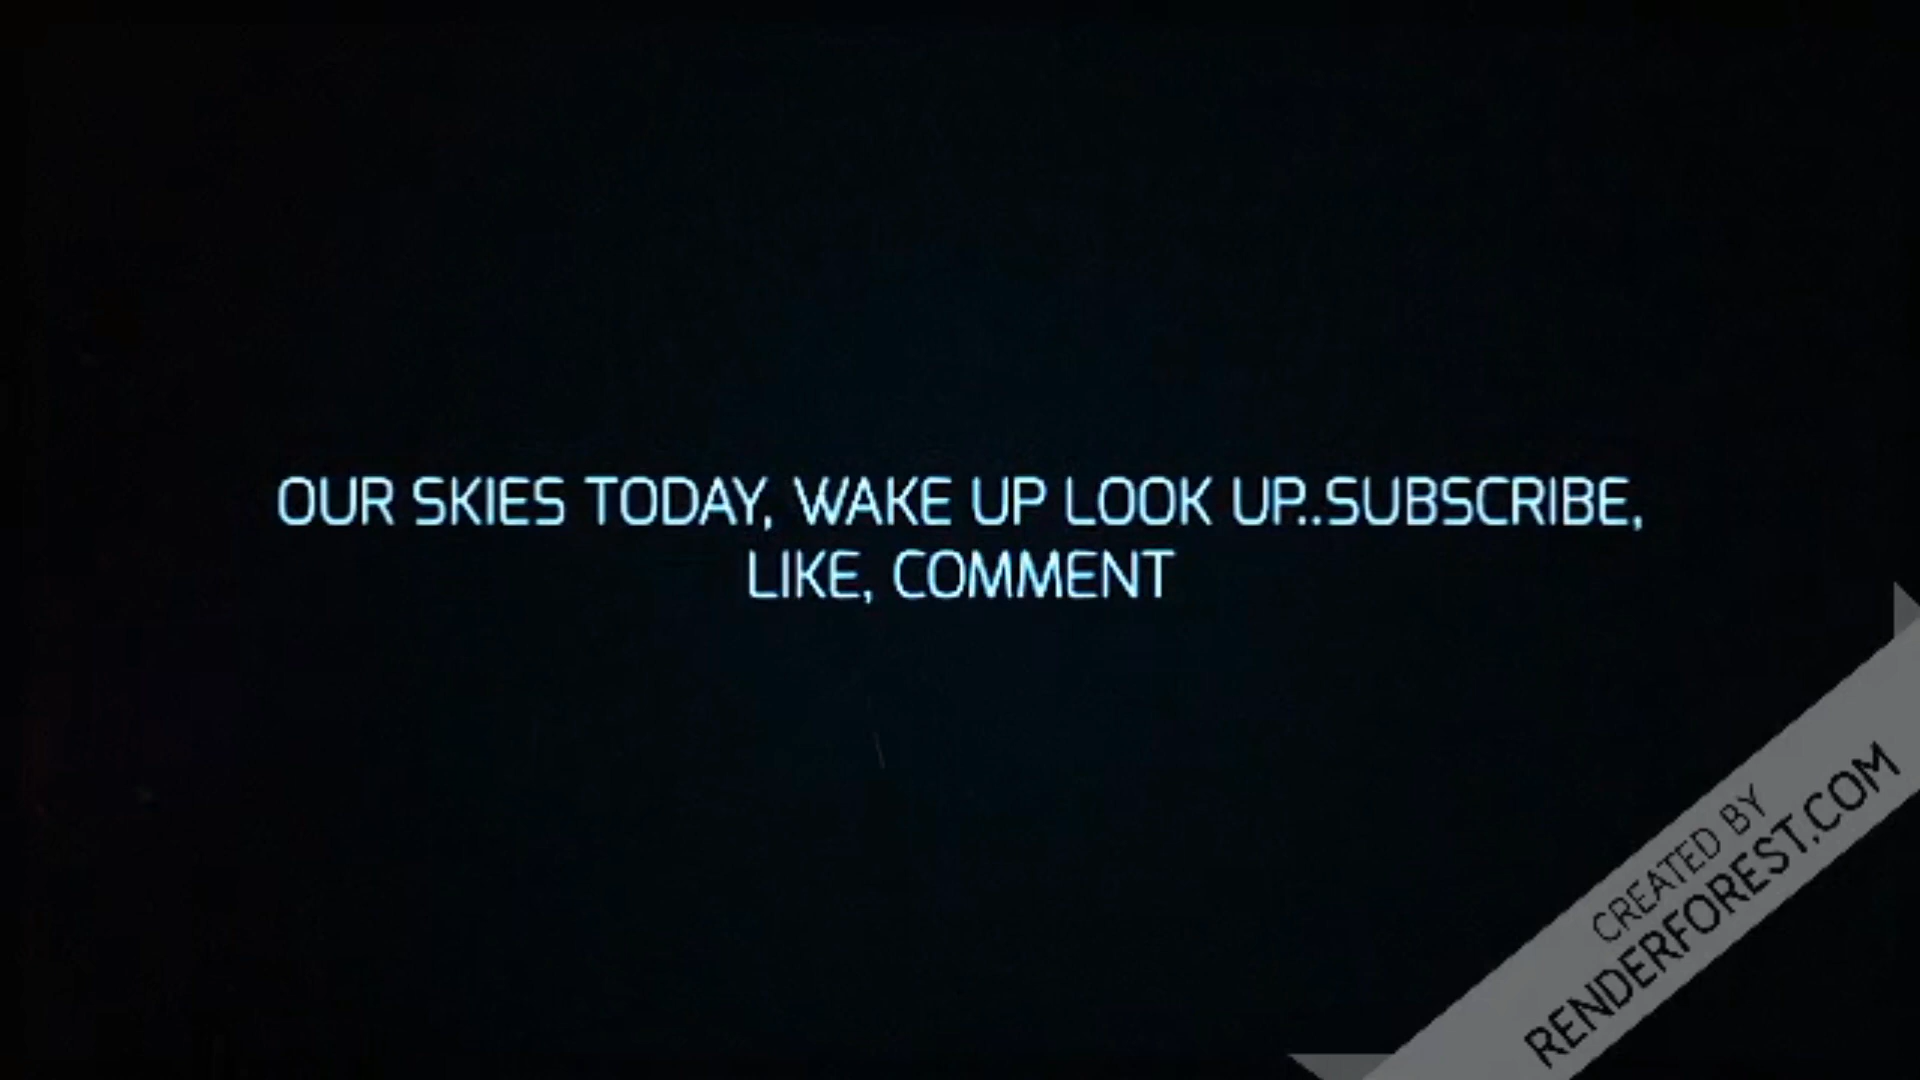 OUR SKIES TODAY, WAKE UP LOOK UP..SUBSCRIBE,
LIKE, COMMENT
CREATED BY
RENDERFOREST.COM